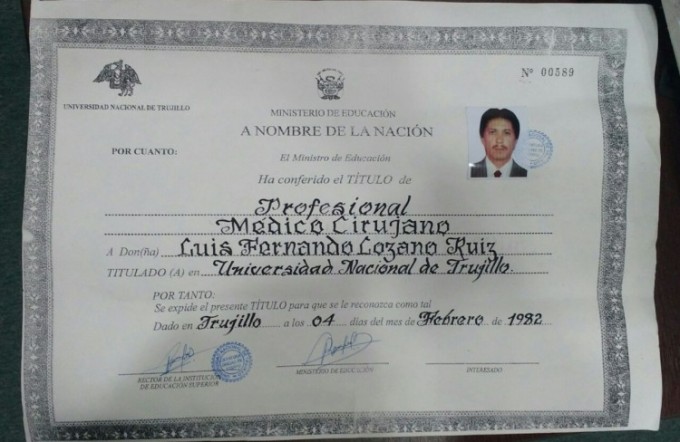 Nº 00589
UNIVERSIDAD NACIONAL DE TRUJILLO
MINISTERIO DE EDUCACIÓN
A NOMBRE DE LA NACIÓN
POR CUANTO:
El Ministro de Educación
Ha conferido el TÍTULO de
Profesional
Médico Cirujano
A Don(ña) Luis Fernando Lozano Ruiz
TITULADO (A) en Universidad Nacional de Trujillo
POR TANTO:
Se expide el presente TÍTULO para que se le reconozca como tal
Dado en Trujillo a los 04 días del mes de Febrero de 1982
RECTOR DE LA INSTITUCIÓN
DE EDUCACIÓN SUPERIOR
MINISTERIO DE EDUCACIÓN
INTERESADO